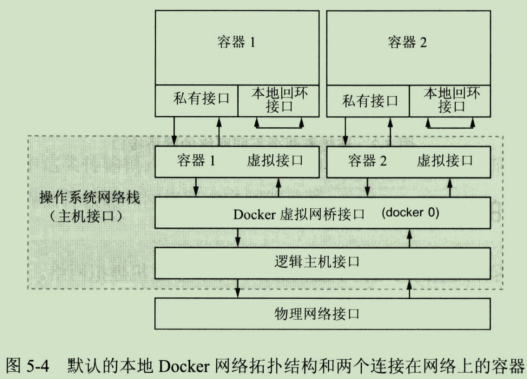 容器 1
容器 2
私有接口
本地回环
接口
私有接口
本地回环
接口
容器1 虚拟接口
容器2 虚拟接口
操作系统网络栈
（主机接口）
Docker 虚拟网桥接口 (docker 0)
逻辑主机接口
物理网络接口
图 5-4 默认的本地 Docker 网络拓扑结构和两个连接在网络上的容器